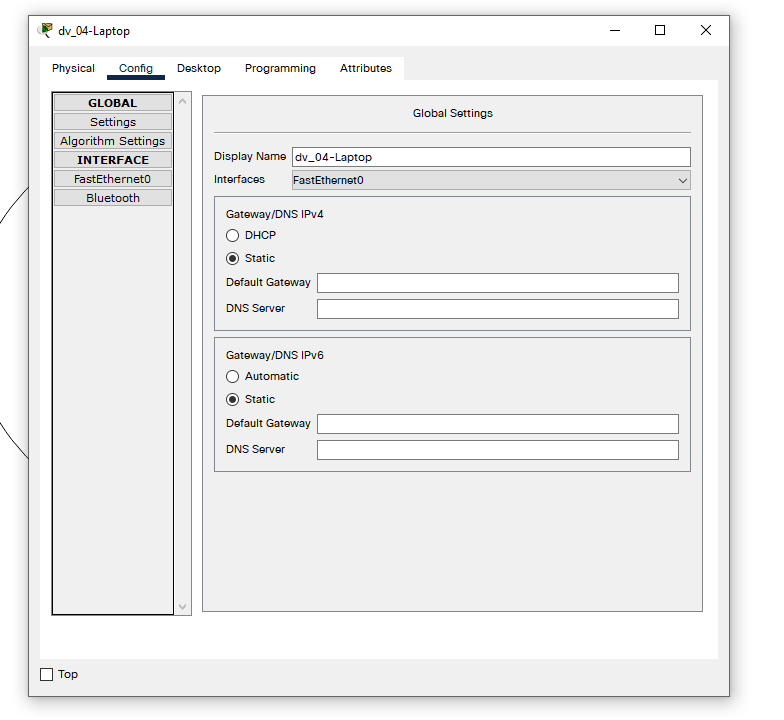 dv_04-Laptop
Physical Config Desktop Programming Attributes
GLOBAL
Settings
Algorithm Settings
INTERFACE
FastEthernet0
Bluetooth
Global Settings
Display Name dv_04-Laptop
Interfaces FastEthernet0
Gateway/DNS IPv4
DHCP
Static
Default Gateway
DNS Server
Gateway/DNS IPv6
Automatic
Static
Default Gateway
DNS Server
Top